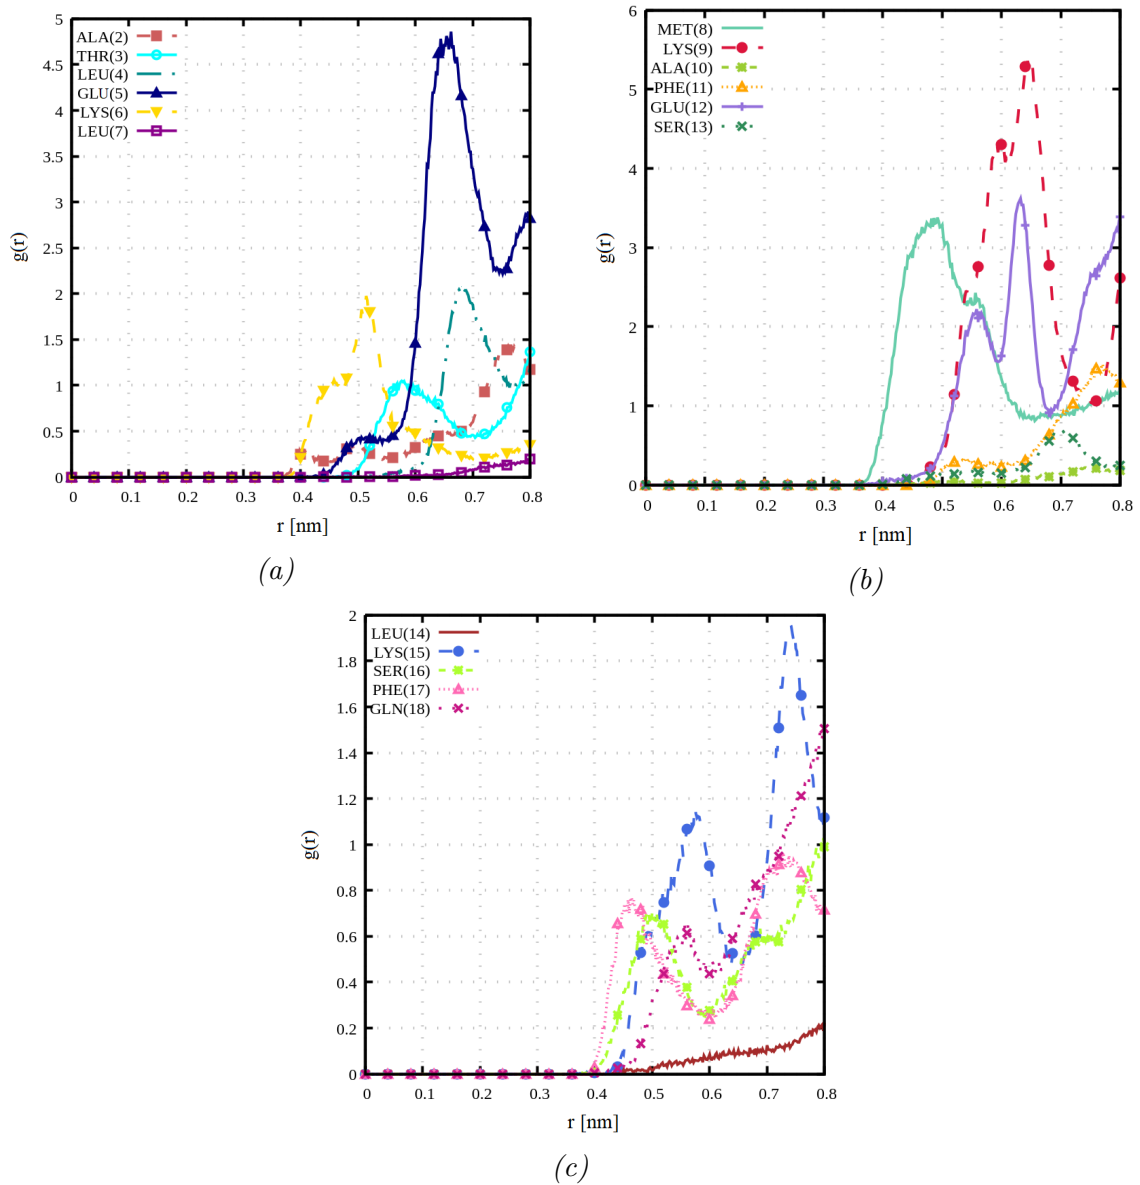 ALA(2)
THR(3)
LEU(4)
GLU(5)
LYS(6)
LEU(7)
5
4.5
4
3.5
3
2.5
2
1.5
1
0.5
0
g(r)
0 0.1 0.2 0.3 0.4 0.5 0.6 0.7 0.8
r [nm]
(a)
MET(8)
LYS(9)
ALA(10)
PHE(11)
GLU(12)
SER(13)
6
5
4
3
2
1
0
g(r)
0 0.1 0.2 0.3 0.4 0.5 0.6 0.7 0.8
r [nm]
(b)
LEU(14)
LYS(15)
SER(16)
PHE(17)
GLN(18)
2
1.8
1.6
1.4
1.2
1
0.8
0.6
0.4
0.2
0
g(r)
0 0.1 0.2 0.3 0.4 0.5 0.6 0.7 0.8
r [nm]
(c)